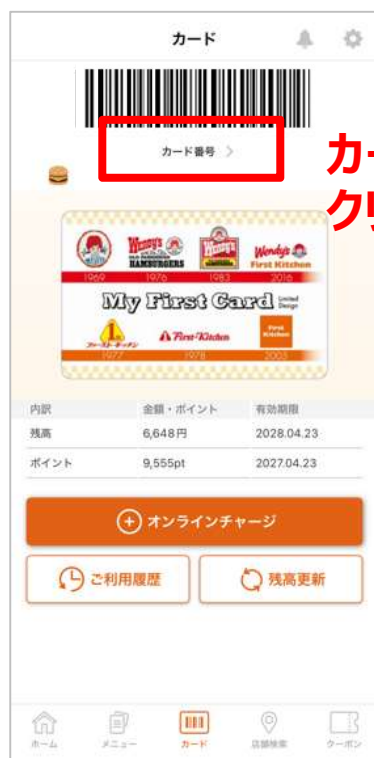 カード
カード番号 >
カー
ク
Wendy's
OLD FASHIONED
HAMBURGERS
Wendy's
Wendy's
First Kitchen
1969 1976 1983 2016
My First Card Limited
Design
ファースト・キッチン
First-Kitchen
First
Kitchen
1977 1978 2003
内訳 金額・ポイント 有効期限
残高 6,648円 2028.04.23
ポイント 9,555pt 2027.04.23
オンラインチャージ
ご利用履歴 残高更新
ホーム メニュー カード 店舗検索 クーポン